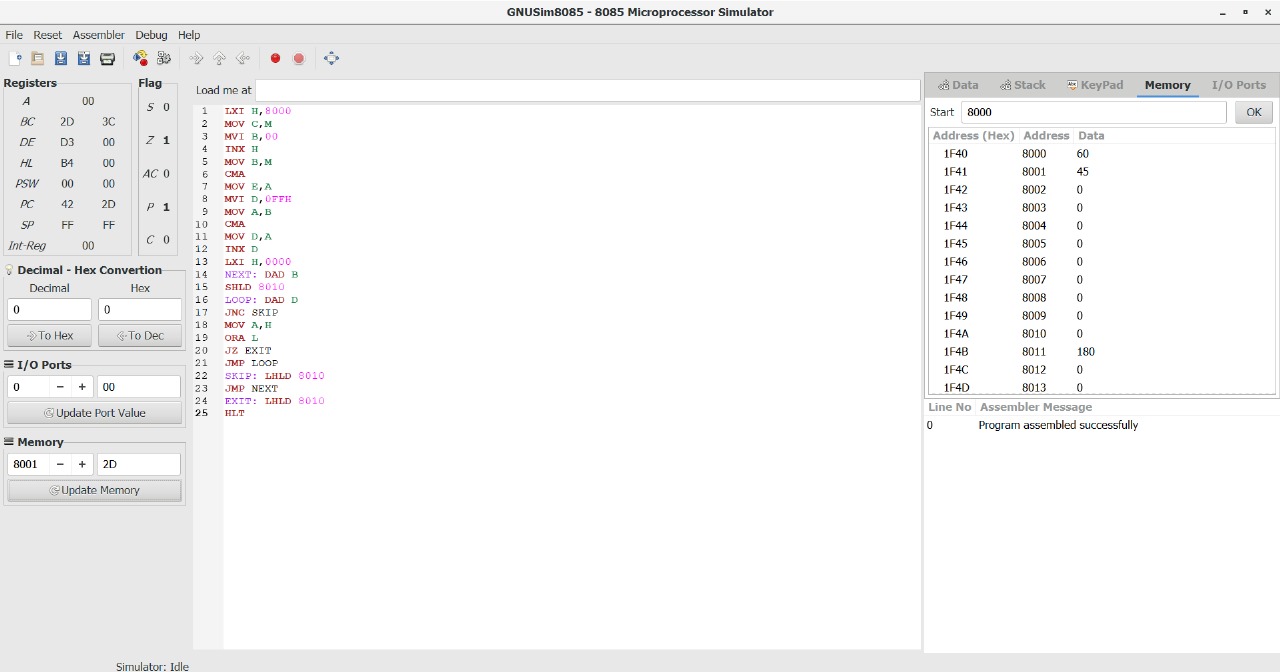 GNUSim8085 - 8085 Microprocessor Simulator
File Reset Assembler Debug Help
Registers
A 00
BC 2D 3C
DE D3 00
HL B4 00
PSW 00 00
PC 42 2D
SP FF FF
Int-Reg 00
Flag
S 0
Z 1
AC 0
P 1
C 0
Decimal - Hex Convertion
Decimal Hex
0 0
To Hex To Dec
I/O Ports
0 - + 00
Update Port Value
Memory
8001 - + 2D
Update Memory
Load me at
1 LXI H,8000
2 MOV C,M
3 MVI B,00
4 INX H
5 MOV B,M
6 CMA
7 MOV E,A
8 MVI D,0FFH
9 MOV A,B
10 CMA
11 MOV D,A
12 INX D
13 LXI H,0000
14 NEXT: DAD B
15 SHLD 8010
16 LOOP: DAD D
17 JNC SKIP
18 MOV A,H
19 ORA L
20 JZ EXIT
21 JMP LOOP
22 SKIP: LHLD 8010
23 JMP NEXT
24 EXIT: LHLD 8010
25 HLT
Data Stack KeyPad Memory I/O Ports
Start 8000 OK
Address (Hex) Address Data
1F40 8000 60
1F41 8001 45
1F42 8002 0
1F43 8003 0
1F44 8004 0
1F45 8005 0
1F46 8006 0
1F47 8007 0
1F48 8008 0
1F49 8009 0
1F4A 8010 0
1F4B 8011 180
1F4C 8012 0
1F4D 8013 0
Line No Assembler Message
0 Program assembled successfully
Simulator: Idle